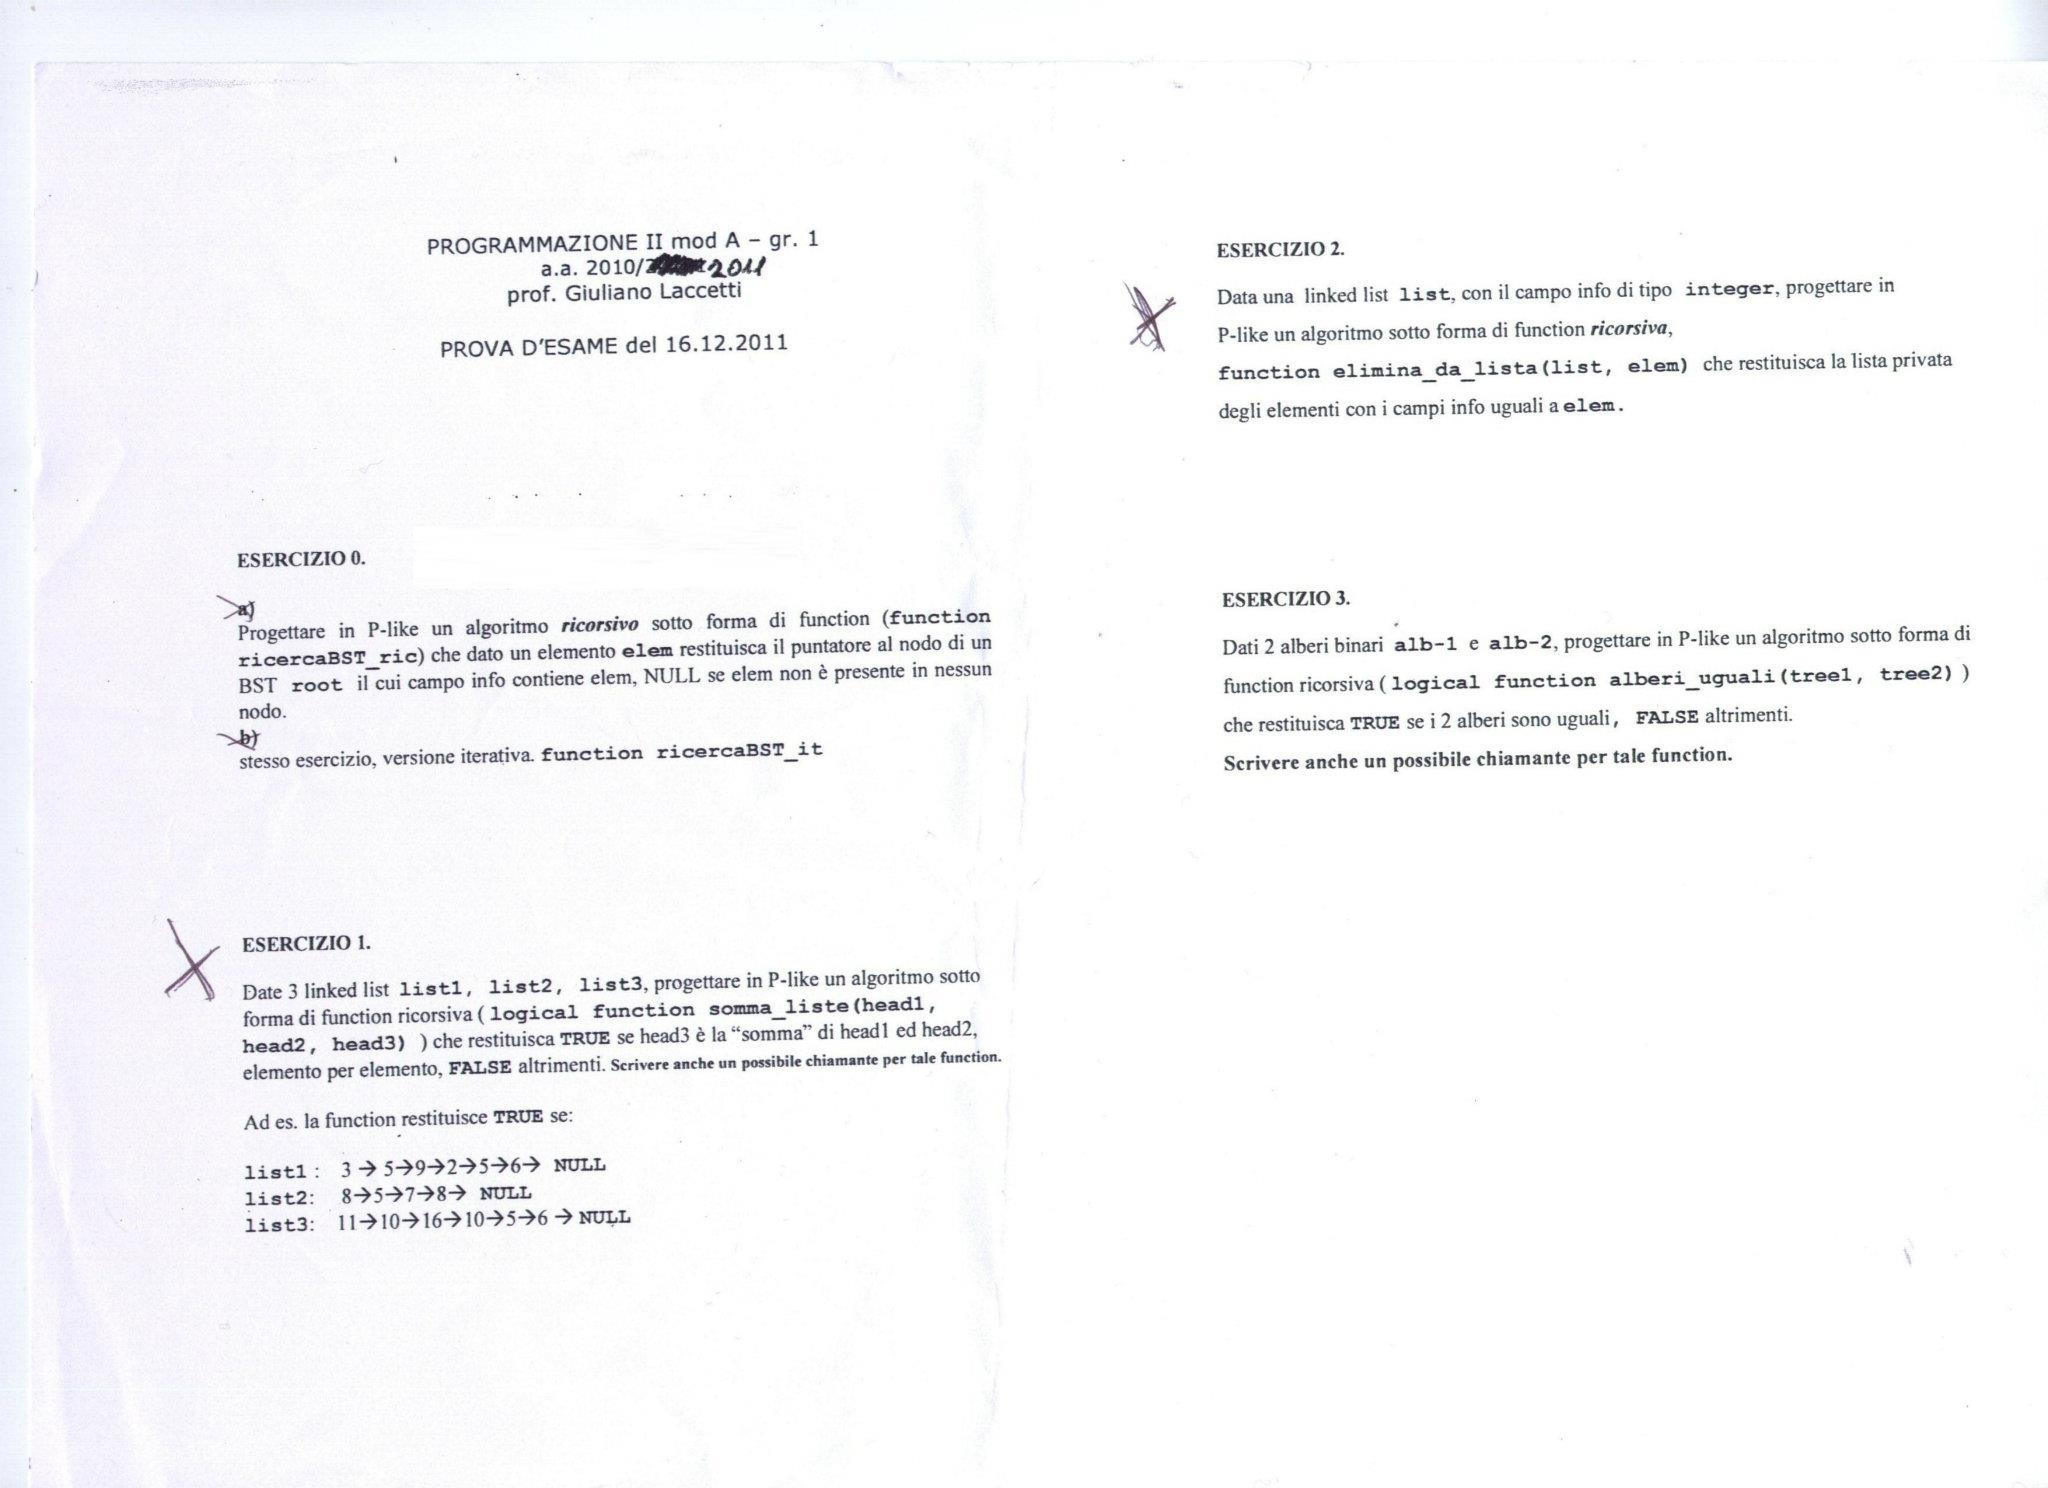 PROGRAMMAZIONE II mod A – gr. 1
a.a. 2010/ 2011
prof. Giuliano Laccetti
PROVA D'ESAME del 16.12.2011
ESERCIZIO 0.
a)
Progettare in P-like un algoritmo ricorsivo sotto forma di function (function
ricercaBST_ric) che dato un elemento elem restituisca il puntatore al nodo di un
BST root il cui campo info contiene elem, NULL se elem non è presente in nessun
nodo.
b)
stesso esercizio, versione iterativa. function ricercaBST_it
ESERCIZIO 1.
Date 3 linked list list1, list2, list3, progettare in P-like un algoritmo sotto
forma di function ricorsiva ( logical function somma_liste(head1,
head2, head3) ) che restituisca TRUE se head3 è la “somma” di head1 ed head2,
elemento per elemento, FALSE altrimenti. Scrivere anche un possibile chiamante per tale function.
Ad es. la function restituisce TRUE se:
list1: 3 → 5→9→2→5→6→ NULL
list2: 8→5→7→8→ NULL
list3: 11→10→16→10→5→6 → NULL
ESERCIZIO 2.
Data una linked list list, con il campo info di tipo integer, progettare in
P-like un algoritmo sotto forma di function ricorsiva,
function elimina_da_lista(list, elem) che restituisca la lista privata
degli elementi con i campi info uguali a elem.
ESERCIZIO 3.
Dati 2 alberi binari alb-1 e alb-2, progettare in P-like un algoritmo sotto forma di
function ricorsiva ( logical function alberi_uguali(tree1, tree2) )
che restituisca TRUE se i 2 alberi sono uguali, FALSE altrimenti.
Scrivere anche un possibile chiamante per tale function.